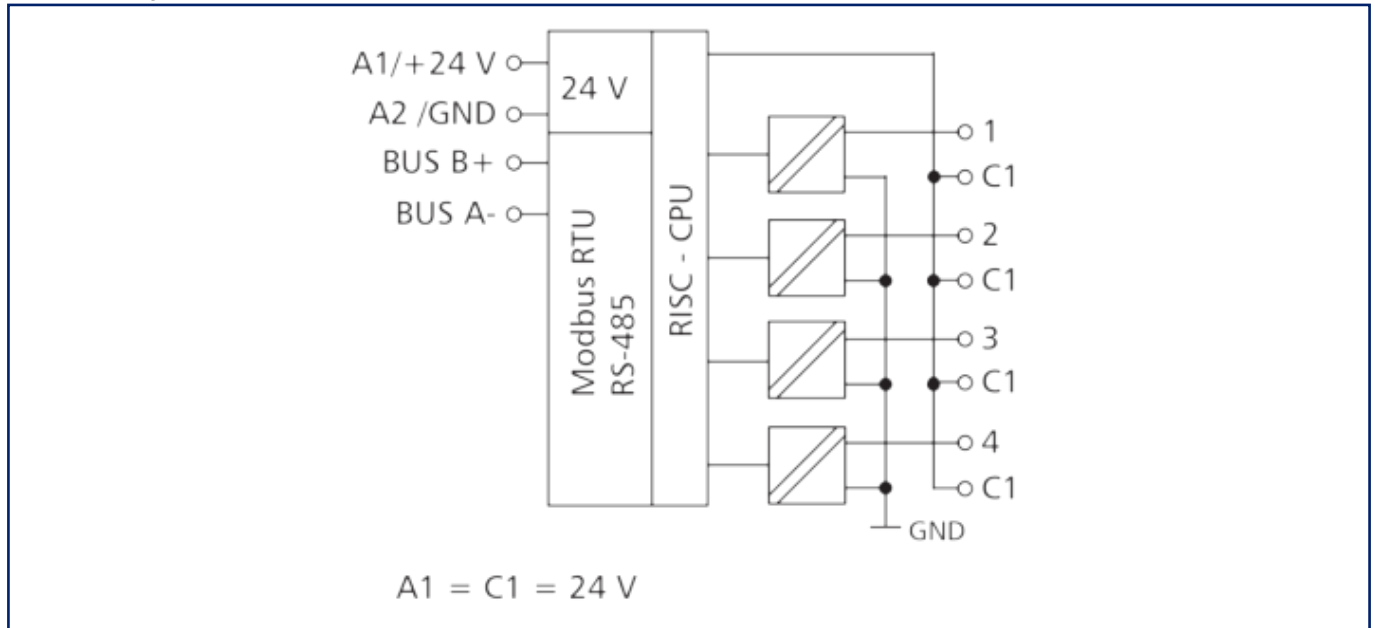 A1/+24 V
A2 /GND
BUS B+
BUS A-
24 V
Modbus RTU
RS-485
RISC - CPU
1
C1
2
C1
3
C1
4
C1
GND
A1 = C1 = 24 V